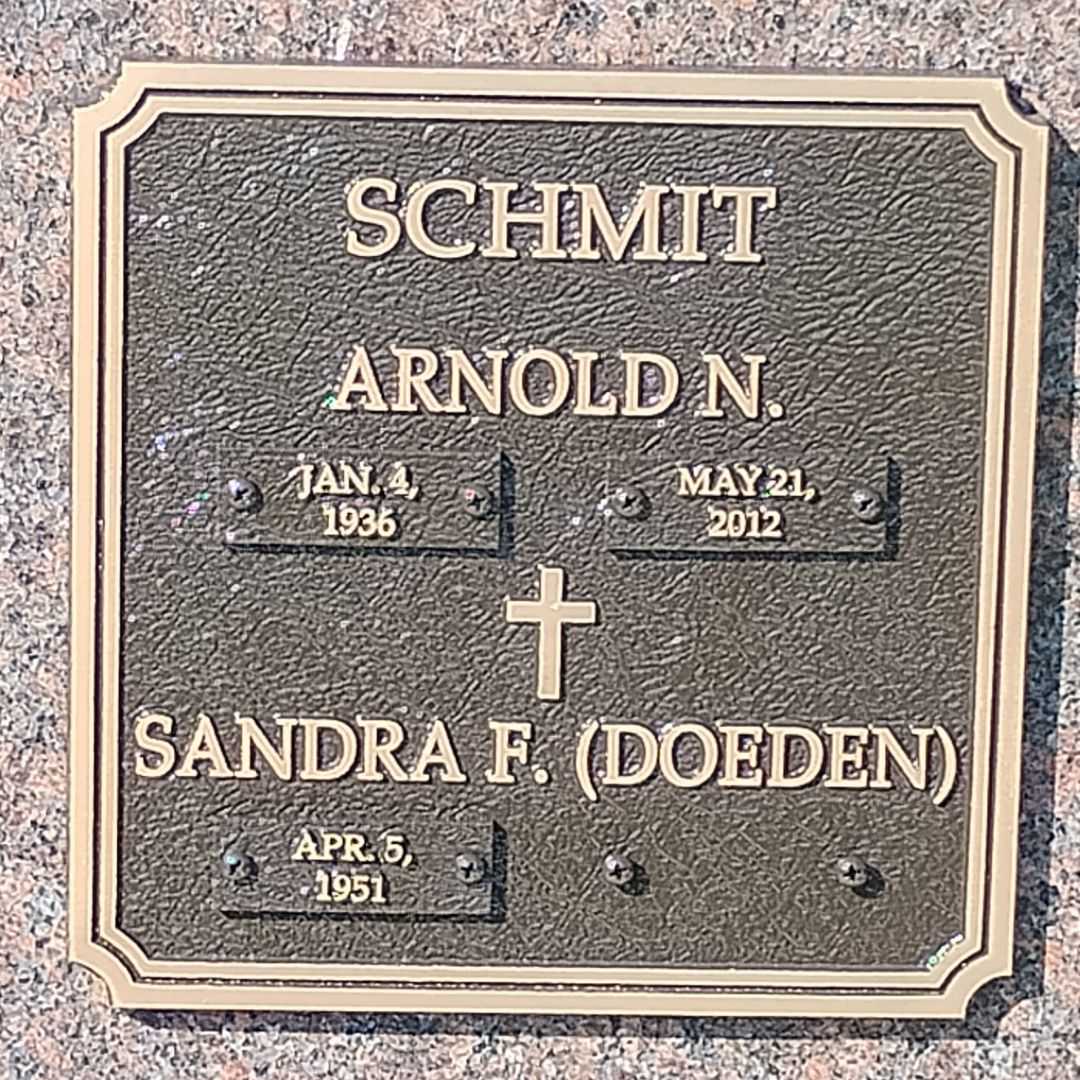 SCHMIT
ARNOLD N.
JAN. 4,
1936
MAY 21,
2012
SANDRA F. (DOEDEN)
APR. 5,
1951